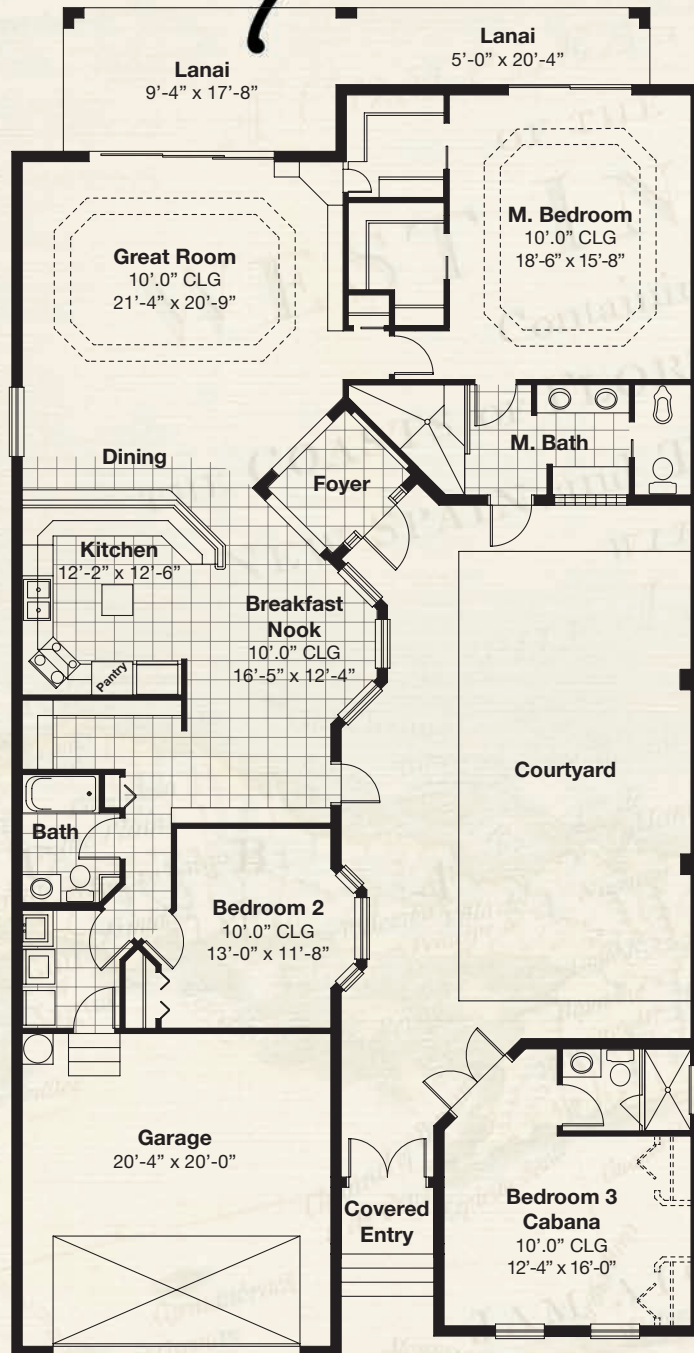 Lanai
9'-4" x 17'-8"
Lanai
5'-0" x 20'-4"
Great Room
10'.0" CLG
21'-4" x 20'-9"
M. Bedroom
10'.0" CLG
18'-6" x 15'-8"
Dining
Foyer
M. Bath
Kitchen
12'-2" x 12'-6"
Pantry
Breakfast
Nook
10'.0" CLG
16'-5" x 12'-4"
Courtyard
Bath
Bedroom 2
10'.0" CLG
13'-0" x 11'-8"
Garage
20'-4" x 20'-0"
Covered
Entry
Bedroom 3
Cabana
10'.0" CLG
12'-4" x 16'-0"